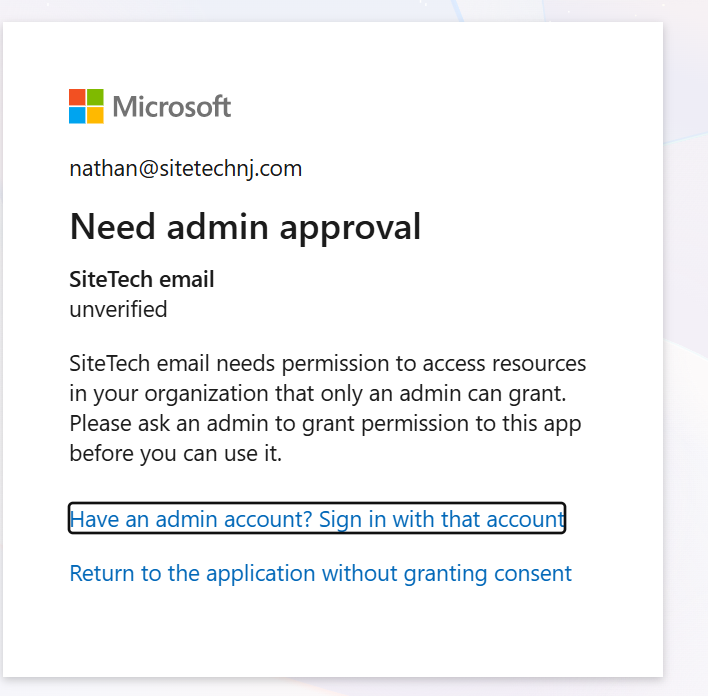 Microsoft
nathan@sitetechnj.com
Need admin approval
SiteTech email
unverified
SiteTech email needs permission to access resources
in your organization that only an admin can grant.
Please ask an admin to grant permission to this app
before you can use it.
Have an admin account? Sign in with that account
Return to the application without granting consent